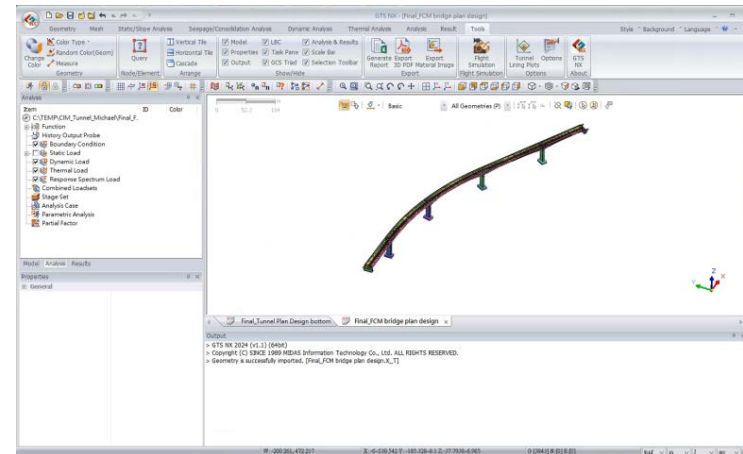 GTS NX - [Final_FCM bridge plan design]
Geometry Mesh Static/Slope Analysis Seepage/Consolidation Analysis Dynamic Analysis Thermal Analysis Analysis Result Tools Style Background Language
Change Color
Color Type
Random Color(Geom)
Measure
Geometry
Query
Node/Element
Vertical Tile
Horizontal Tile
Cascade
Arrange
Model LBC Analysis & Results
Properties Task Pane Scale Bar
Output GCS Triad Selection Toolbar
Show/Hide
Generate Report
Export 3D PDF
Export Material Image
Export
Flight Simulation
Flight Simulation
Tunnel Lining Plots
Options
Options
GTS NX
About
Analysis
Item ID Color
C:\TEMP\CIM_Tunnel_Michael\Final_F.
Function
History Output Probe
Boundary Condition
Static Load
Dynamic Load
Thermal Load
Response Spectrum Load
Combined Loadsets
Stage Set
Analysis Case
Parametric Analysis
Partial Factor
Model Analysis Results
Properties
General
Basic All Geometries (P)
Z
Y X
Final_Tunnel Plan Design bottom Final_FCM bridge plan design x
Output
> GTS NX 2024 (v1.1) (64bit)
> Copyright (C) SINCE 1989 MIDAS Information Technology Co., Ltd. ALL RIGHTS RESERVED.
> Geometry is successfully imported. [Final_FCM bridge plan design.X_T]